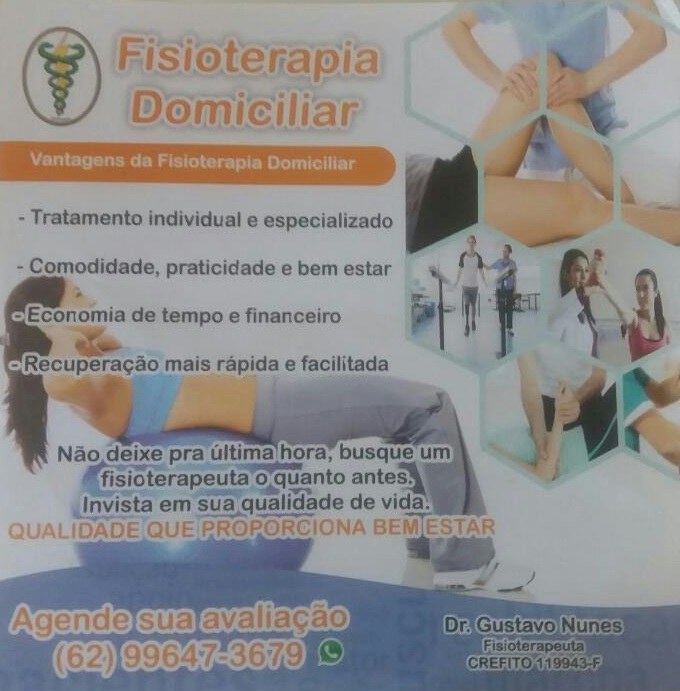 Fisioterapia
Domiciliar
Vantagens da Fisioterapia Domiciliar
- Tratamento individual e especializado
- Comodidade, praticidade e bem estar
- Economia de tempo e financeiro
- Recuperação mais rápida e facilitada
Não deixe pra última hora, busque um
fisioterapeuta o quanto antes.
Invista em sua qualidade de vida.
QUALIDADE QUE PROPORCIONA BEM ESTAR
Agende sua avaliação
(62) 99647-3679
Dr. Gustavo Nunes
Fisioterapeuta
CREFITO 119943-F